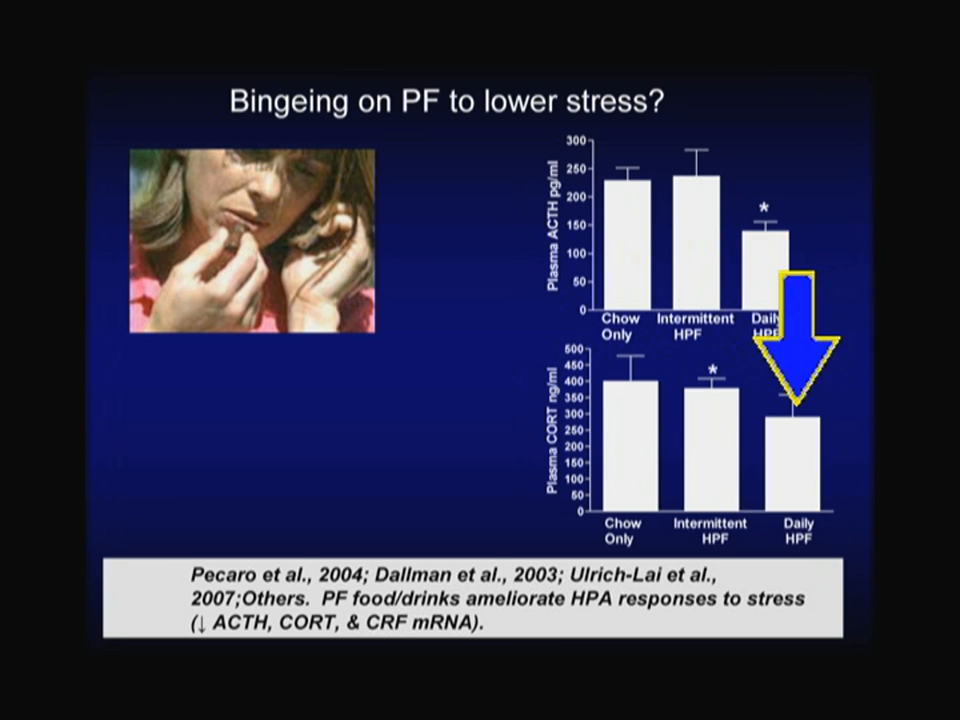 Bingeing on PF to lower stress?
Plasma ACTH pg/ml
300
250
200
150
100
50
0
*
Chow Only
Intermittent HPF
Daily HPF
Plasma CORT ng/ml
500
450
400
350
300
250
200
150
100
50
0
*
Chow Only
Intermittent HPF
Daily HPF
Pecaro et al., 2004; Dallman et al., 2003; Ulrich-Lai et al.,
2007;Others. PF food/drinks ameliorate HPA responses to stress
(↓ ACTH, CORT, & CRF mRNA).